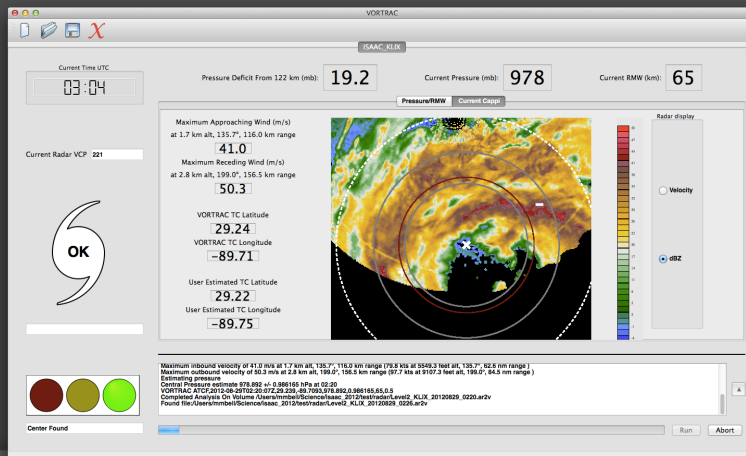 VORTRAC
X
ISAAC_KLIX
Current Time UTC
03:04
Pressure Deficit From 122 km (mb): 19.2
Current Pressure (mb): 978
Current RMW (km): 65
Pressure/RMW
Current Cappi
Radar display
Maximum Approaching Wind (m/s)
at 1.7 km alt, 135.7°, 116.0 km range
41.0
Maximum Receding Wind (m/s)
at 2.8 km alt, 199.0°, 156.5 km range
50.3
Current Radar VCP 221
VORTRAC TC Latitude
29.24
VORTRAC TC Longitude
-89.71
User Estimated TC Latitude
29.22
User Estimated TC Longitude
-89.75
Velocity
dBZ
OK
Maximum inbound velocity of 41.0 m/s at 1.7 km alt, 135.7°, 116.0 km range (79.8 kts at 5549.3 feet alt, 135.7°, 62.6 nm range )
Maximum outbound velocity of 50.3 m/s at 2.8 km alt, 199.0°, 156.5 km range (97.7 kts at 9107.3 feet alt, 199.0°, 84.5 nm range )
Estimating pressure
Central Pressure estimate 978.892 +/- 0.986165 hPa at 02:20
VORTRAC ATCF,2012-08-29T02:20:07Z,29.239,-89.7093,978.892,0.986165,65,0.5
Completed Analysis On Volume /Users/mmbell/Science/isaac_2012/test/radar/Level2_KLIX_20120829_0220.ar2v
Found file:/Users/mmbell/Science/isaac_2012/test/radar/Level2_KLIX_20120829_0226.ar2v
Center Found
Run
Abort